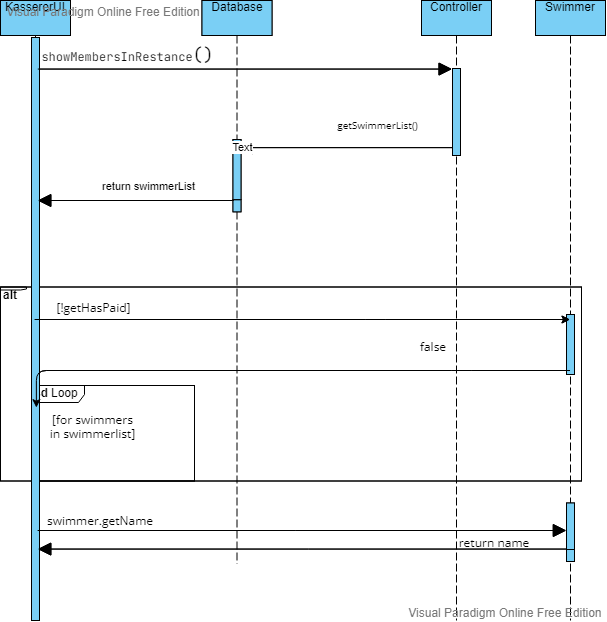 KassererUI
Visual Paradigm Online Free Edition
Database
Controller
Swimmer
showMembersInRestance()
getSwimmerList()
Text
return swimmerList
alt
[!getHasPaid]
false
d Loop
[for swimmers
in swimmerlist]
swimmer.getName
return name
Visual Paradigm Online Free Edition